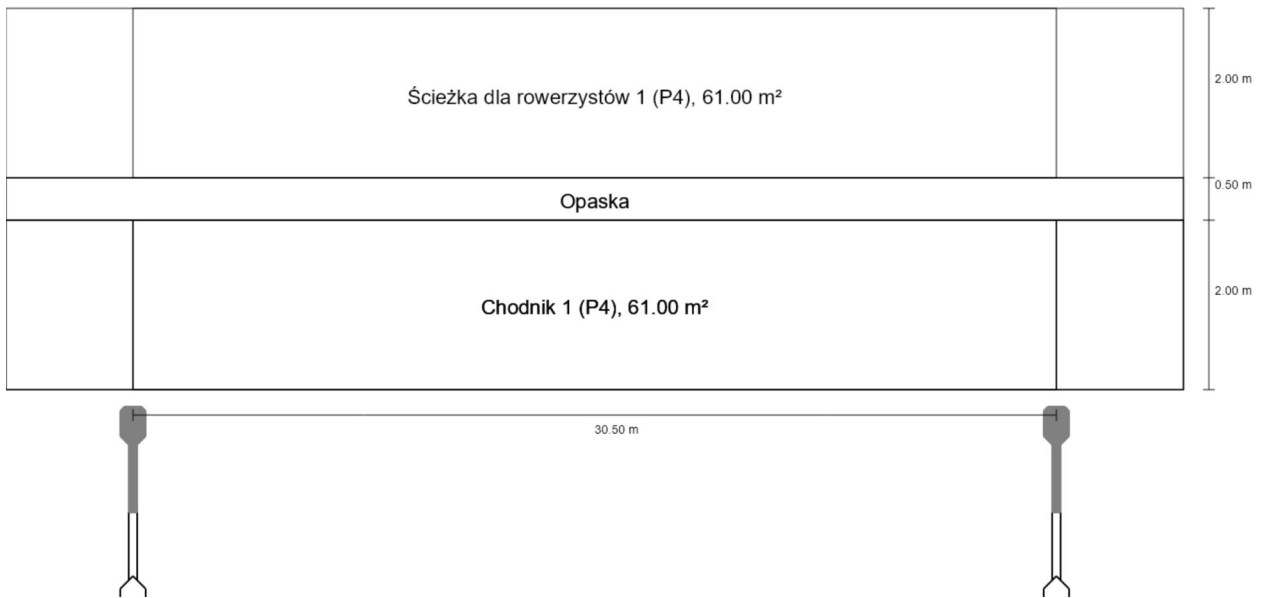 Ścieżka dla rowerzystów 1 (P4), 61.00 m²
2.00 m
Opaska
0.50 m
Chodnik 1 (P4), 61.00 m²
2.00 m
30.50 m